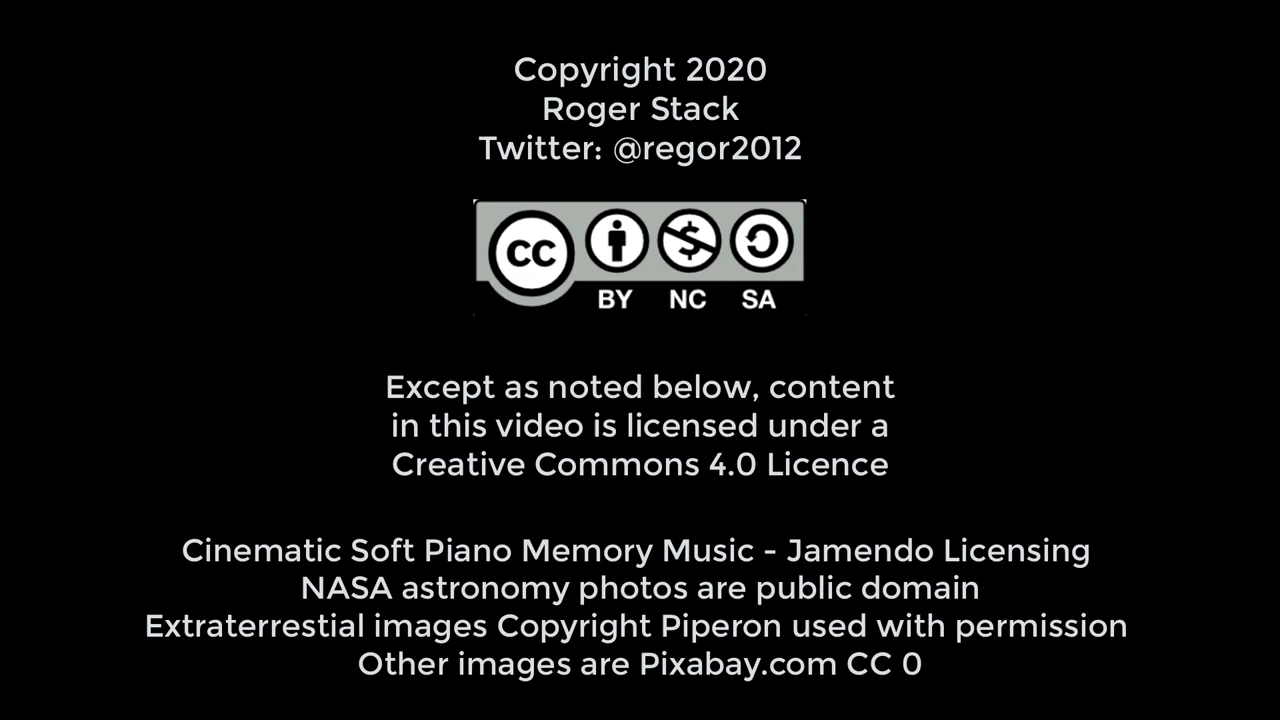 Copyright 2020
Roger Stack
Twitter: @regor2012
CC
BY NC SA
Except as noted below, content
in this video is licensed under a
Creative Commons 4.0 Licence
Cinematic Soft Piano Memory Music - Jamendo Licensing
NASA astronomy photos are public domain
Extraterrestial images Copyright Piperon used with permission
Other images are Pixabay.com CC 0